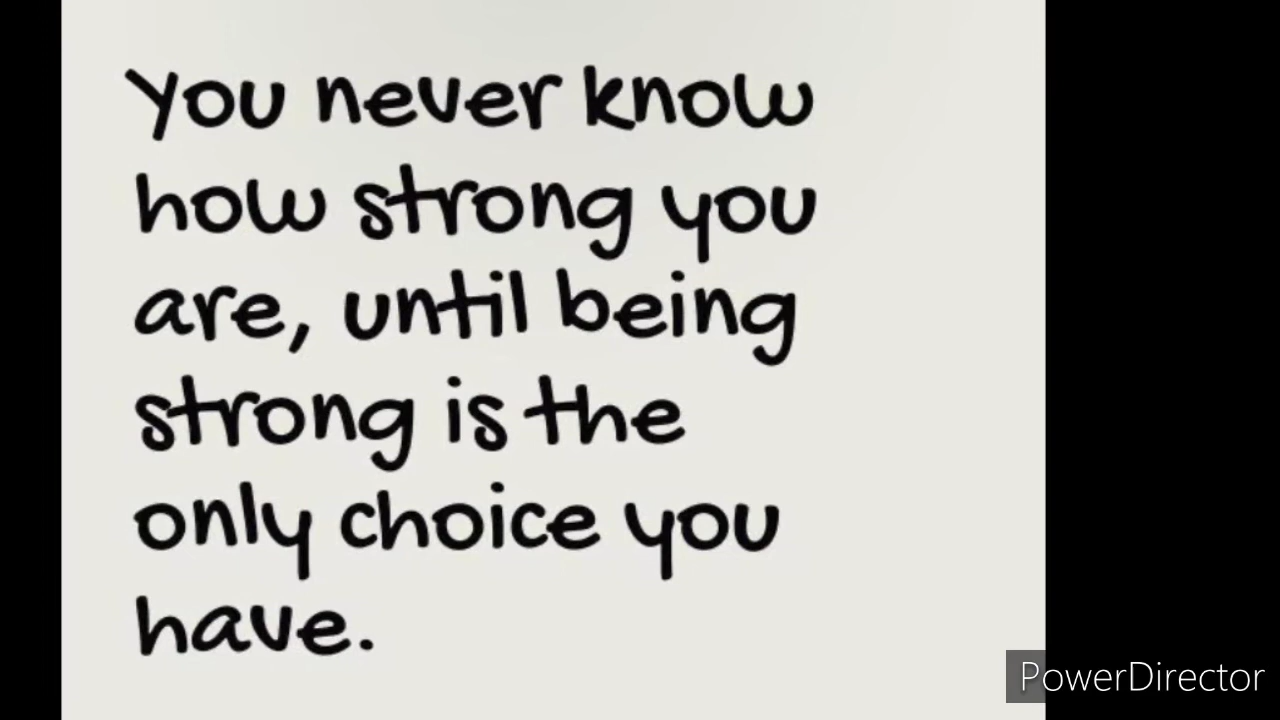 You never know
how strong you
are, until being
strong is the
only choice you
have.
PowerDirector